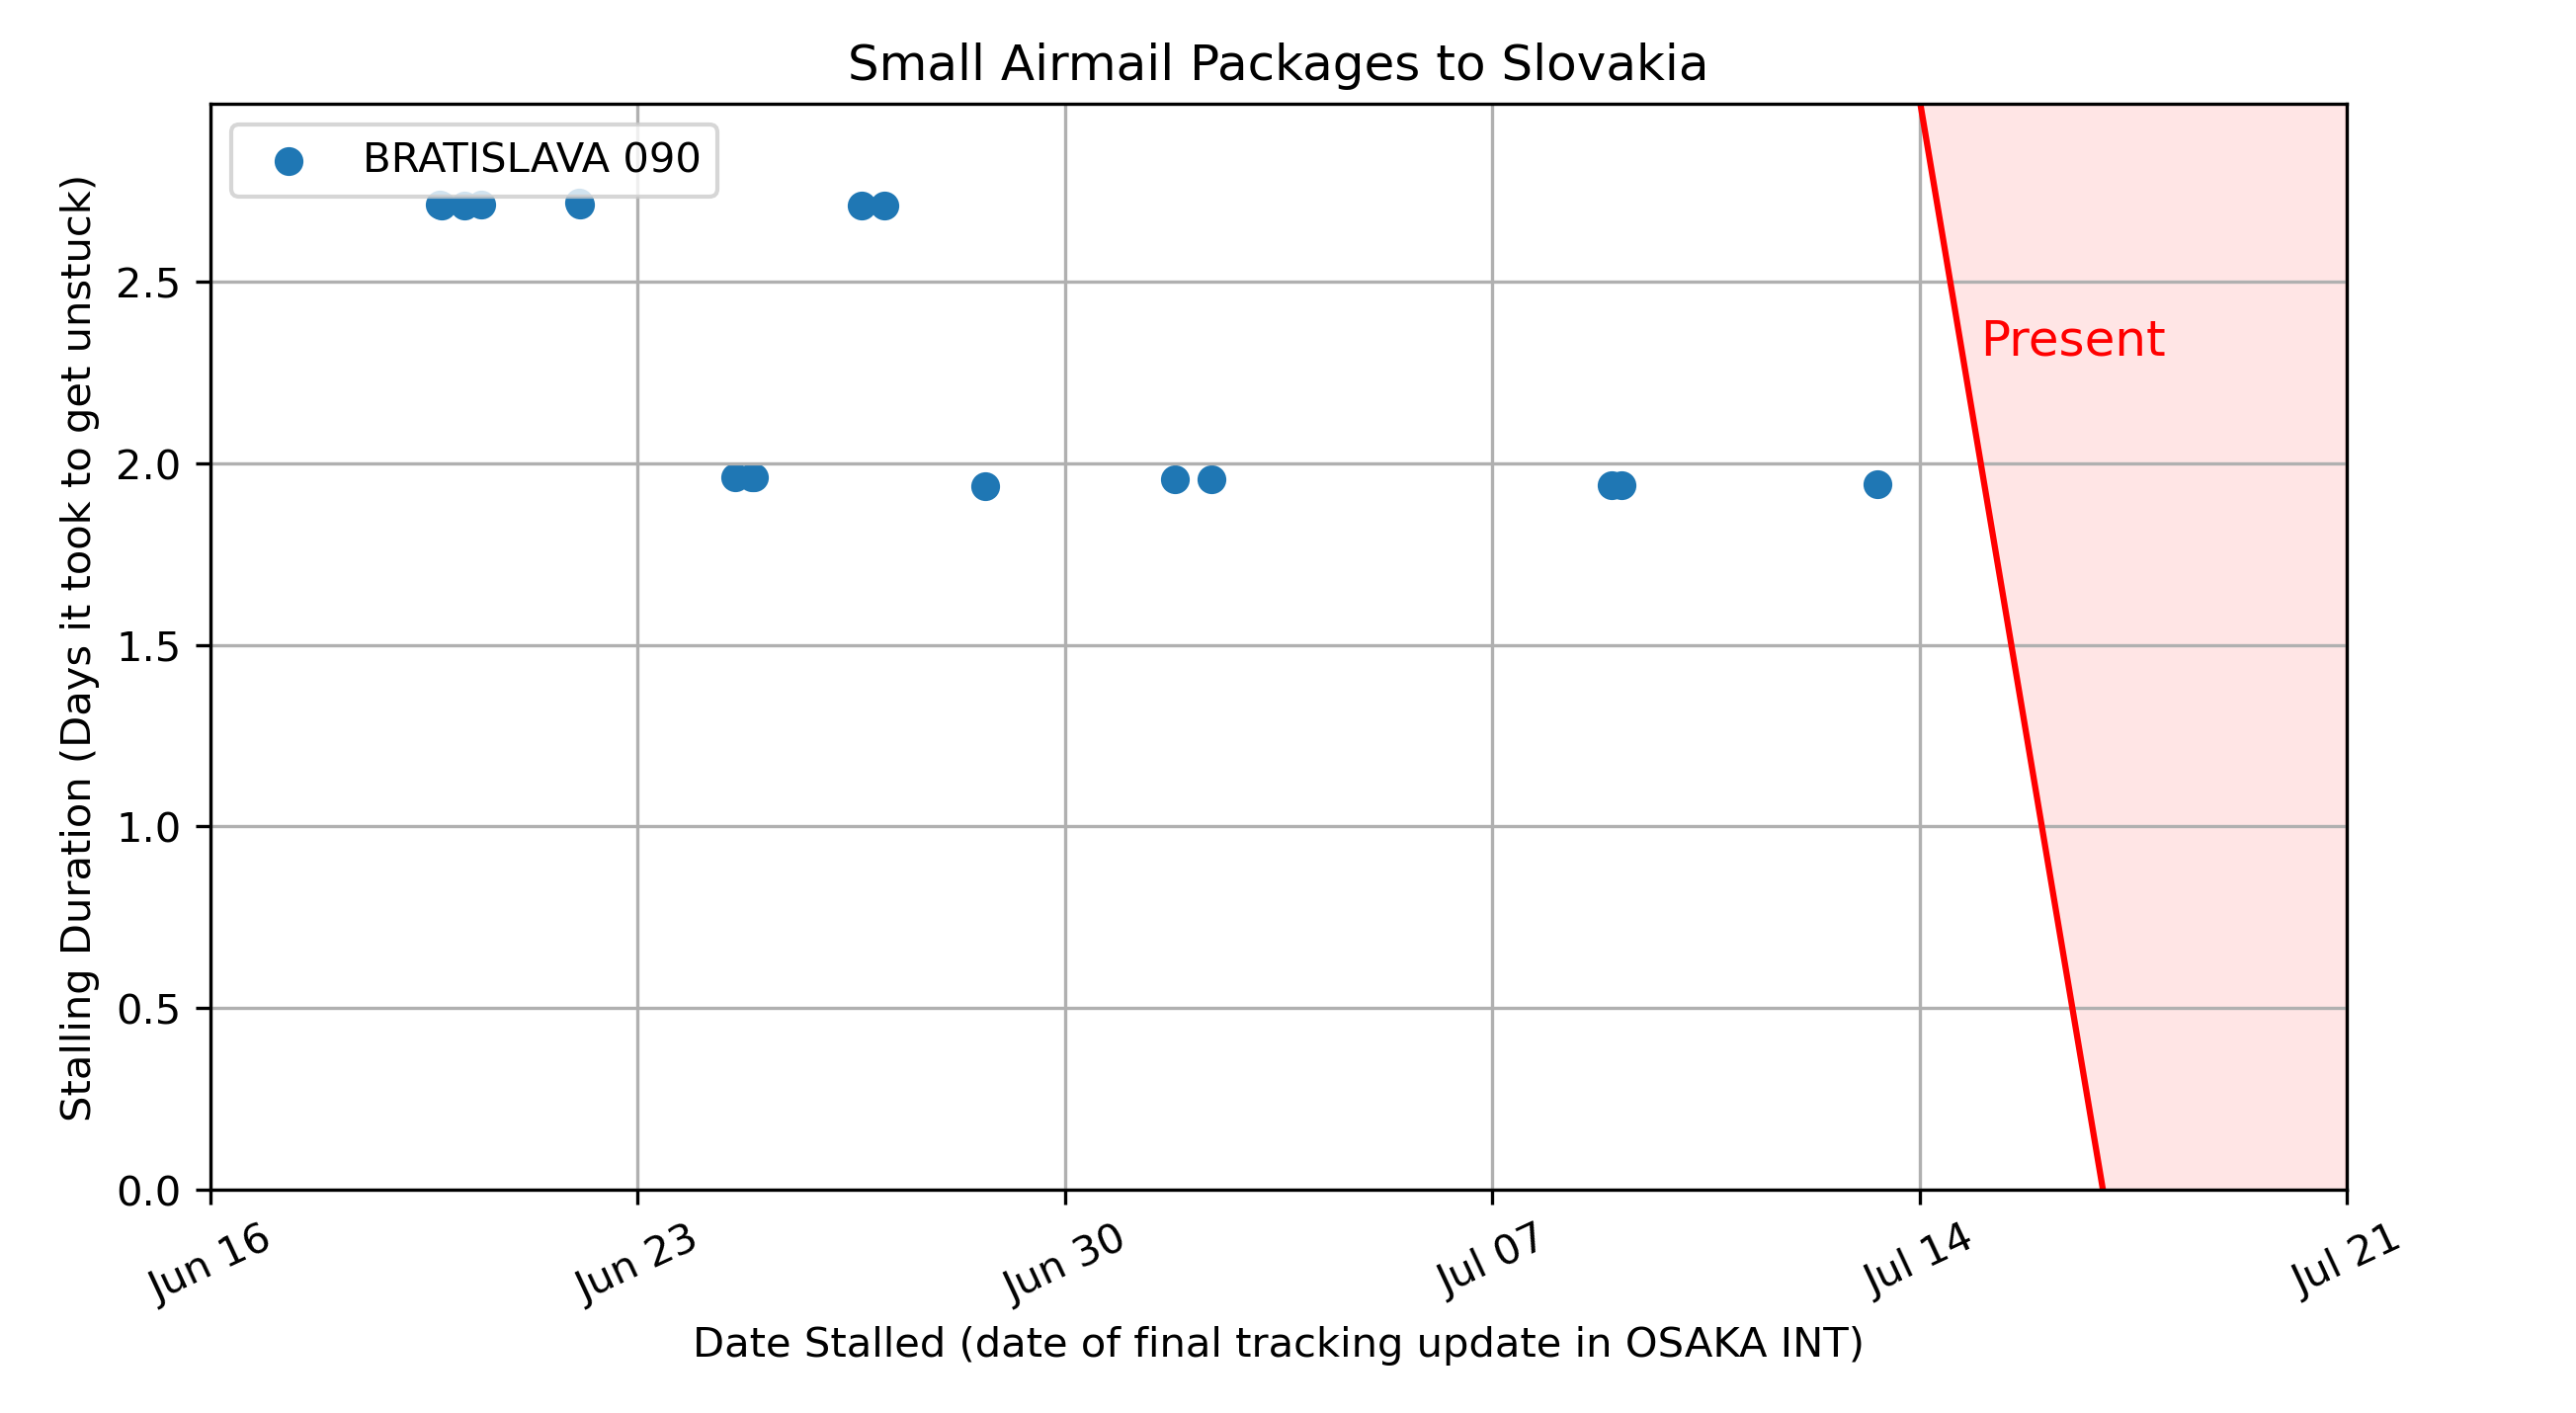 Small Airmail Packages to Slovakia
BRATISLAVA 090
Present
Stalling Duration (Days it took to get unstuck)
2.5
2.0
1.5
1.0
0.5
0.0
Jun 16
Jun 23
Jun 30
Jul 07
Jul 14
Jul 21
Date Stalled (date of final tracking update in OSAKA INT)